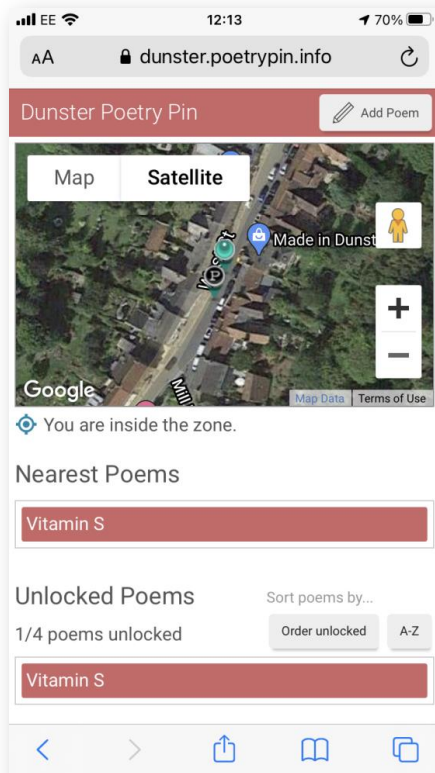 EE 12:13 70%
AA dunster.poetrypin.info
Dunster Poetry Pin Add Poem
Map Satellite
Made in Dunst
P
Mill
Google
Map Data Terms of Use
You are inside the zone.
Nearest Poems
Vitamin S
Unlocked Poems Sort poems by...
1/4 poems unlocked Order unlocked A-Z
Vitamin S